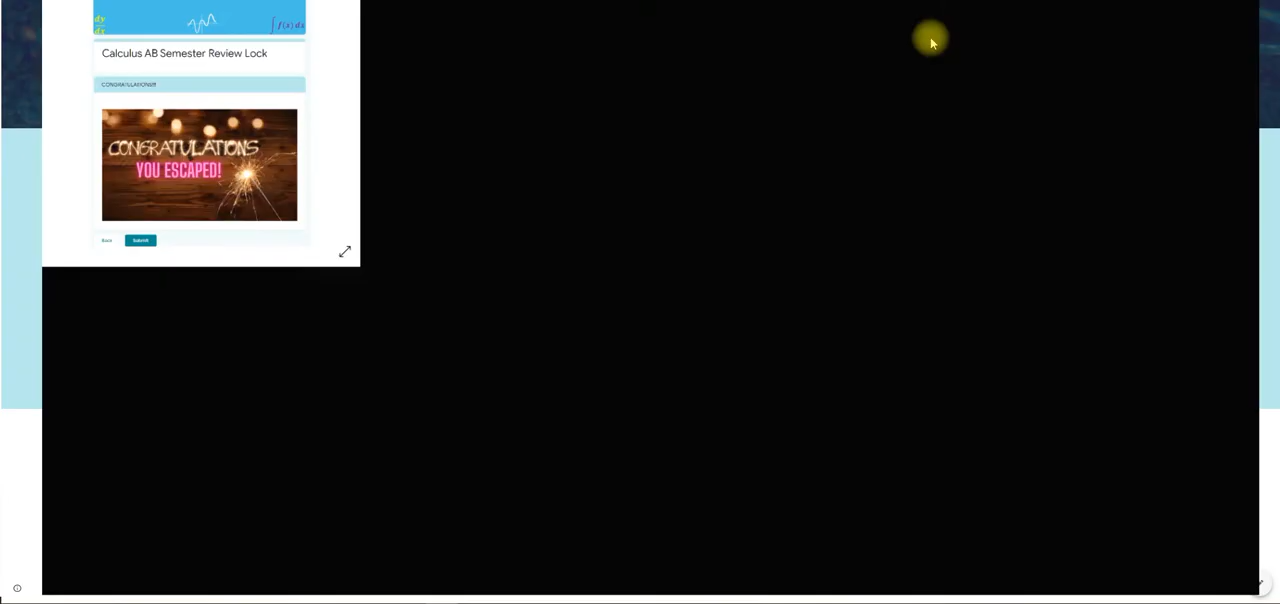 dy
dx
∫ f(x) dx
Calculus AB Semester Review Lock
CONGRATULATIONS!!!
CONGRATULATIONS
YOU ESCAPED!
Back
Submit